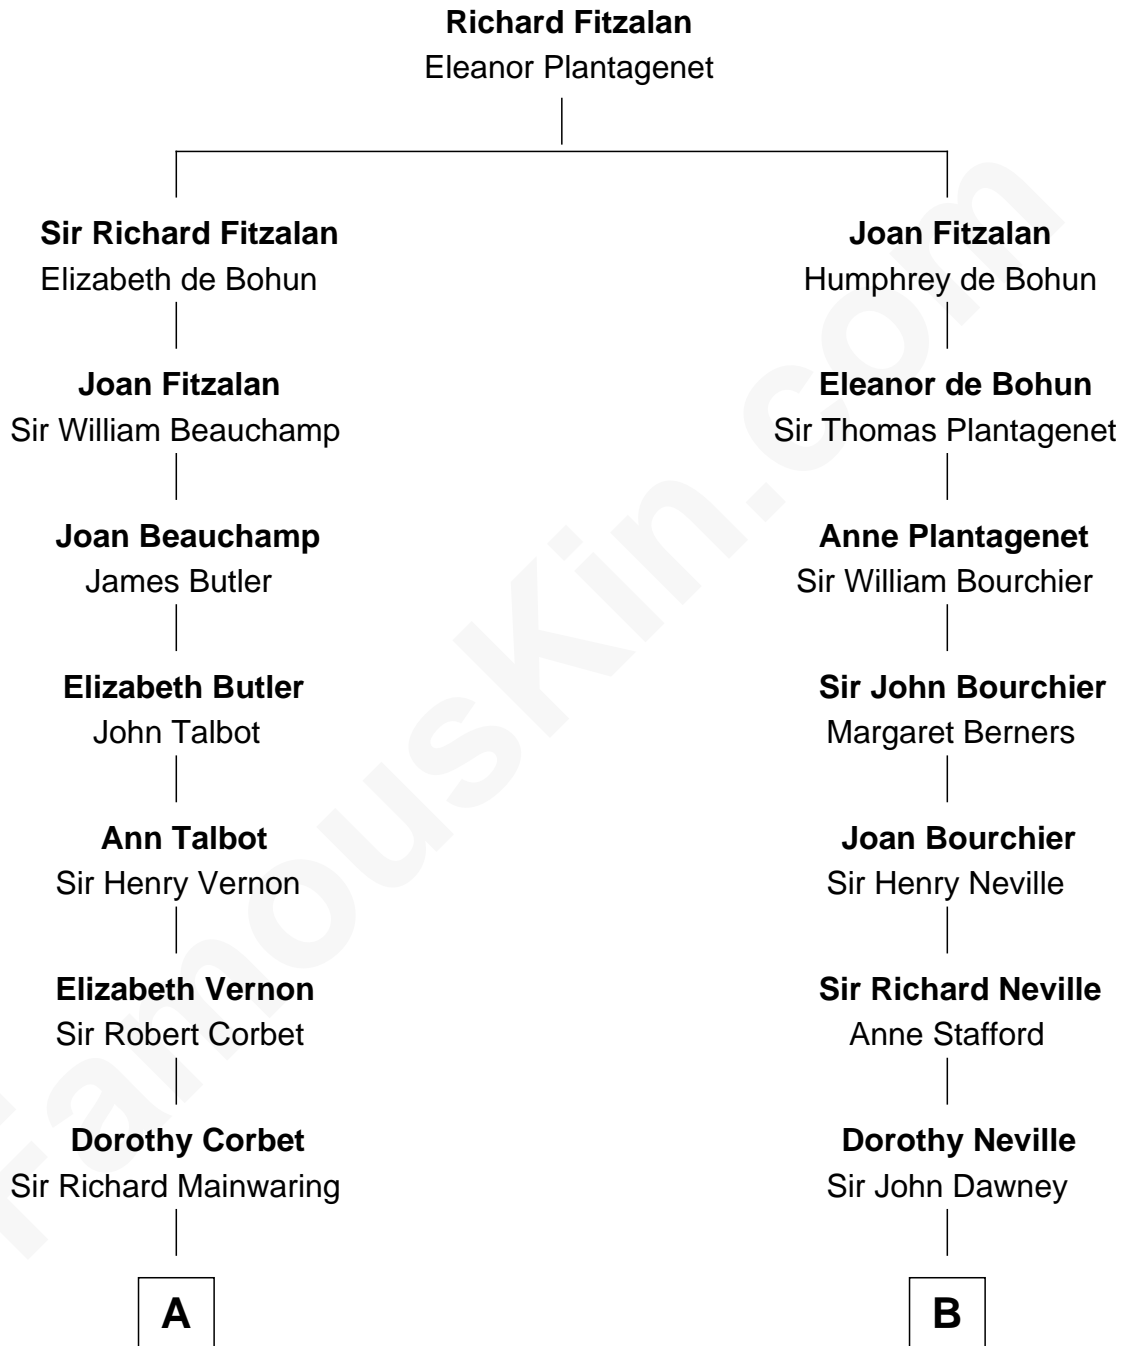 Richard Fitzalan
Eleanor Plantagenet
Sir Richard Fitzalan
Elizabeth de Bohun
Joan Fitzalan
Sir William Beauchamp
Joan Beauchamp
James Butler
Elizabeth Butler
John Talbot
Ann Talbot
Sir Henry Vernon
Elizabeth Vernon
Sir Robert Corbet
Dorothy Corbet
Sir Richard Mainwaring
A
Joan Fitzalan
Humphrey de Bohun
Eleanor de Bohun
Sir Thomas Plantagenet
Anne Plantagenet
Sir William Bourchier
Sir John Bourchier
Margaret Berners
Joan Bourchier
Sir Henry Neville
Sir Richard Neville
Anne Stafford
Dorothy Neville
Sir John Dawney
B
FamousKin.com